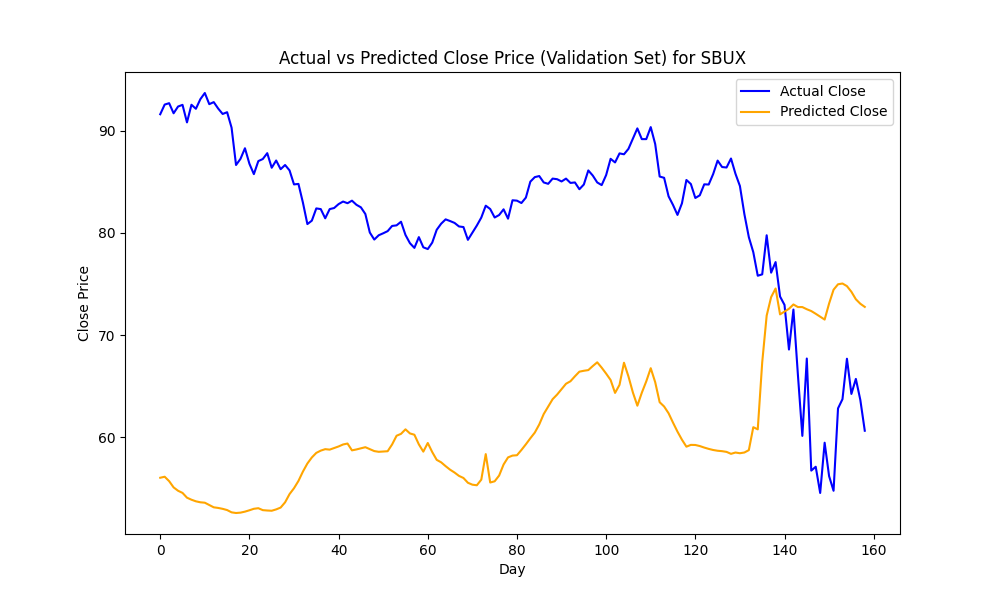 Actual vs Predicted Close Price (Validation Set) for SBUX
Actual Close
Predicted Close
Close Price
90
80
70
60
0 20 40 60 80 100 120 140 160
Day